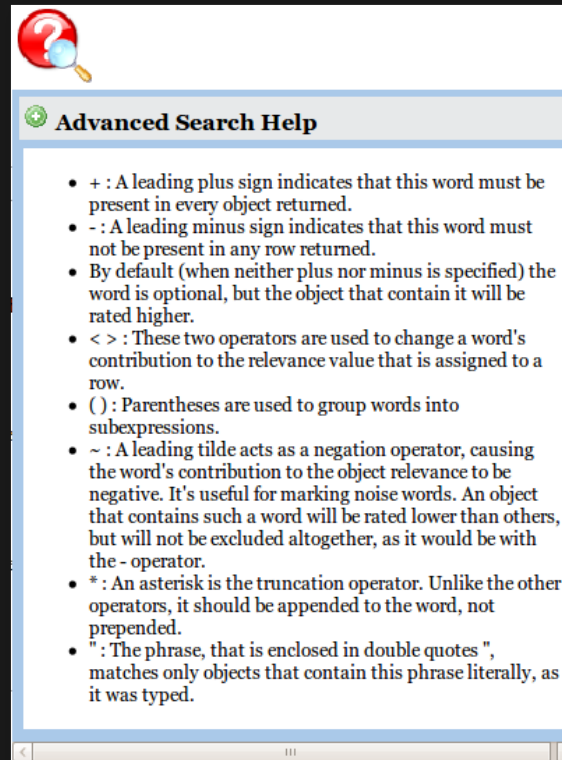 Advanced Search Help
• + : A leading plus sign indicates that this word must be
present in every object returned.
• - : A leading minus sign indicates that this word must
not be present in any row returned.
• By default (when neither plus nor minus is specified) the
word is optional, but the object that contain it will be
rated higher.
• < > : These two operators are used to change a word's
contribution to the relevance value that is assigned to a
row.
• ( ) : Parentheses are used to group words into
subexpressions.
• ~ : A leading tilde acts as a negation operator, causing
the word's contribution to the object relevance to be
negative. It's useful for marking noise words. An object
that contains such a word will be rated lower than others,
but will not be excluded altogether, as it would be with
the - operator.
• * : An asterisk is the truncation operator. Unlike the other
operators, it should be appended to the word, not
prepended.
• " : The phrase, that is enclosed in double quotes ",
matches only objects that contain this phrase literally, as
it was typed.